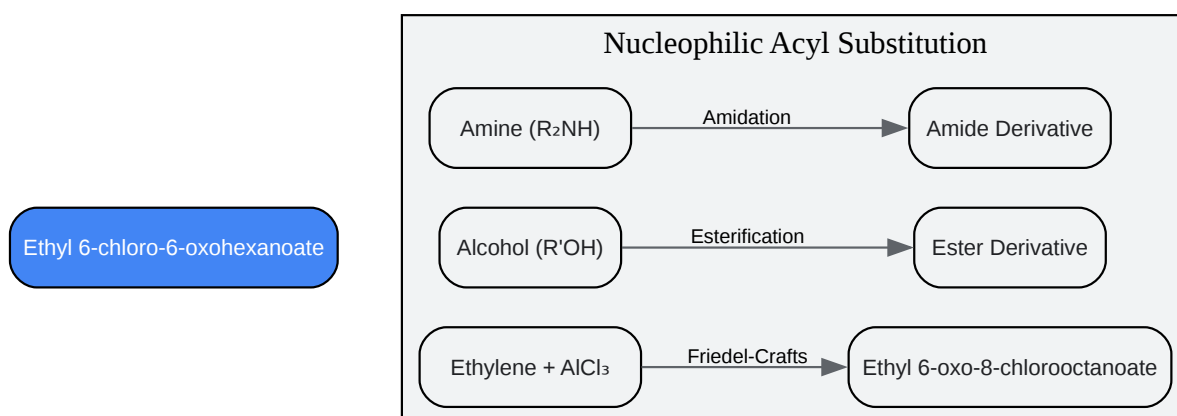 Nucleophilic Acyl Substitution
Amine (R₂NH)
Amidation
Amide Derivative
Ethyl 6-chloro-6-oxohexanoate
Alcohol (R'OH)
Esterification
Ester Derivative
Ethylene + AlCl₃
Friedel-Crafts
Ethyl 6-oxo-8-chlorooctanoate